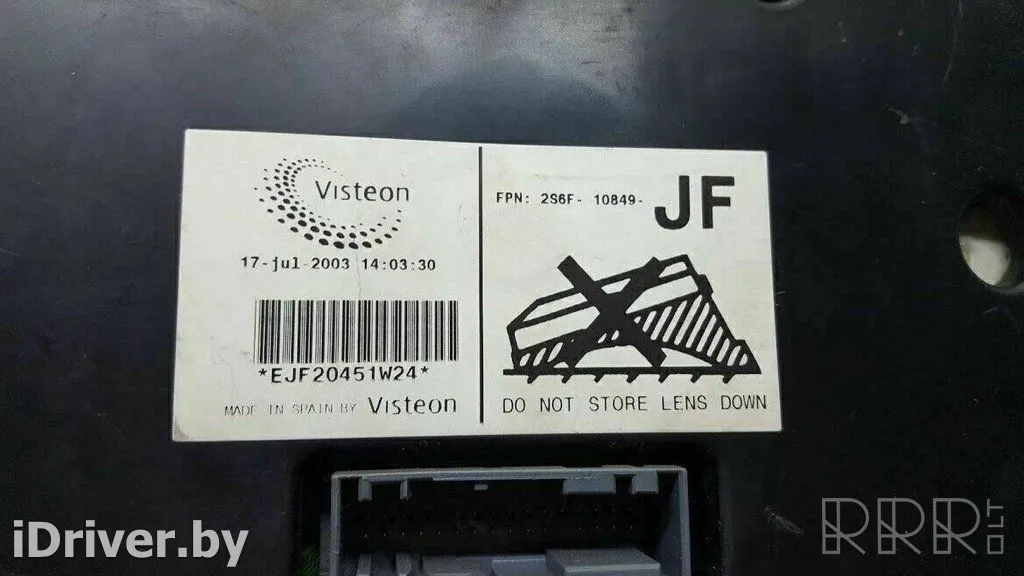 Visteon
17-jul-2003 14:03:30
*EJF20451W24*
MADE IN SPAIN BY Visteon
FPN: 2S6F- 10849- JF
DO NOT STORE LENS DOWN
iDriver.by
RRR.LT